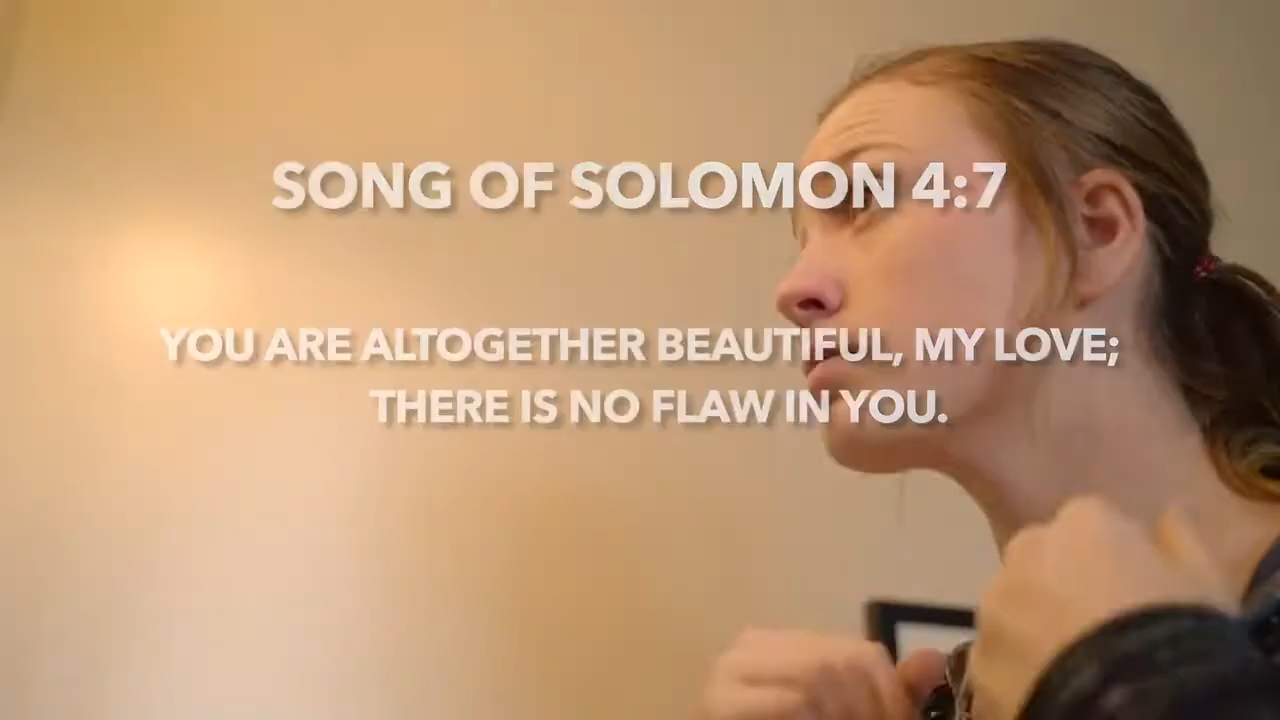 SONG OF SOLOMON 4:7
YOU ARE ALTOGETHER BEAUTIFUL, MY LOVE;
THERE IS NO FLAW IN YOU.